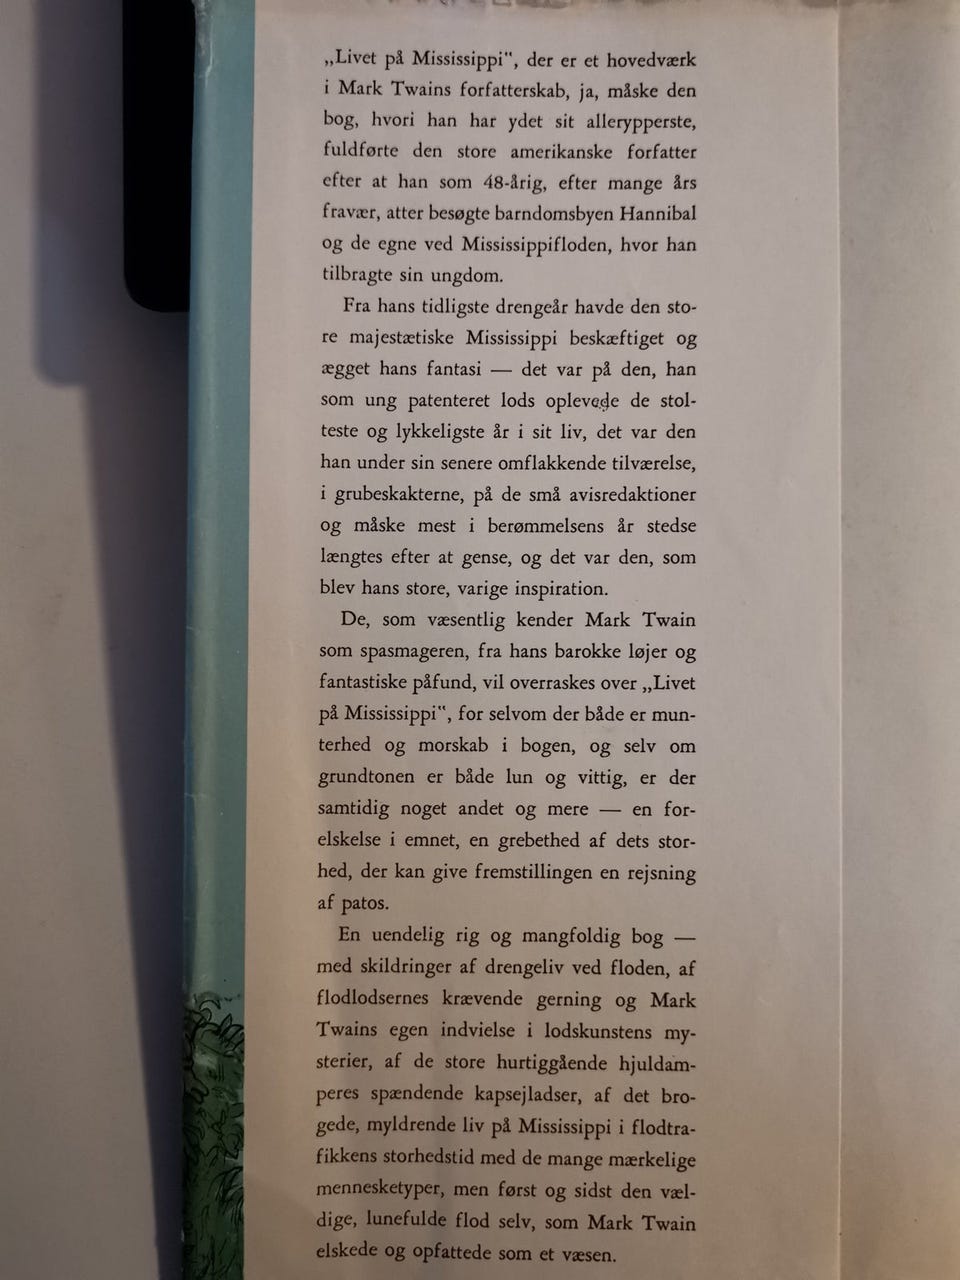 „Livet på Mississippi", der er et hovedværk
i Mark Twains forfatterskab, ja, måske den
bog, hvori han har ydet sit allerypperste,
fuldførte den store amerikanske forfatter
efter at han som 48-årig, efter mange års
fravær, atter besøgte barndomsbyen Hannibal
og de egne ved Mississippifloden, hvor han
tilbragte sin ungdom.
Fra hans tidligste drengeår havde den sto-
re majestætiske Mississippi beskæftiget og
ægget hans fantasi — det var på den, han
som ung patenteret lods oplevede de stol-
teste og lykkeligste år i sit liv, det var den
han under sin senere omflakkende tilværelse,
i grubeskakterne, på de små avisredaktioner
og måske mest i berømmelsens år stedse
længtes efter at gense, og det var den, som
blev hans store, varige inspiration.
De, som væsentlig kender Mark Twain
som spasmageren, fra hans barokke løjer og
fantastiske påfund, vil overraskes over „Livet
på Mississippi", for selvom der både er mun-
terhed og morskab i bogen, og selv om
grundtonen er både lun og vittig, er der
samtidig noget andet og mere — en for-
elskelse i emnet, en grebethed af dets stor-
hed, der kan give fremstillingen en rejsning
af patos.
En uendelig rig og mangfoldig bog —
med skildringer af drengeliv ved floden, af
flodlodsernes krævende gerning og Mark
Twains egen indvielse i lodskunstens my-
sterier, af de store hurtiggående hjuldam-
peres spændende kapsejladser, af det bro-
gede, myldrende liv på Mississippi i flodtra-
fikkens storhedstid med de mange mærkelige
mennesketyper, men først og sidst den væl-
dige, lunefulde flod selv, som Mark Twain
elskede og opfattede som et væsen.